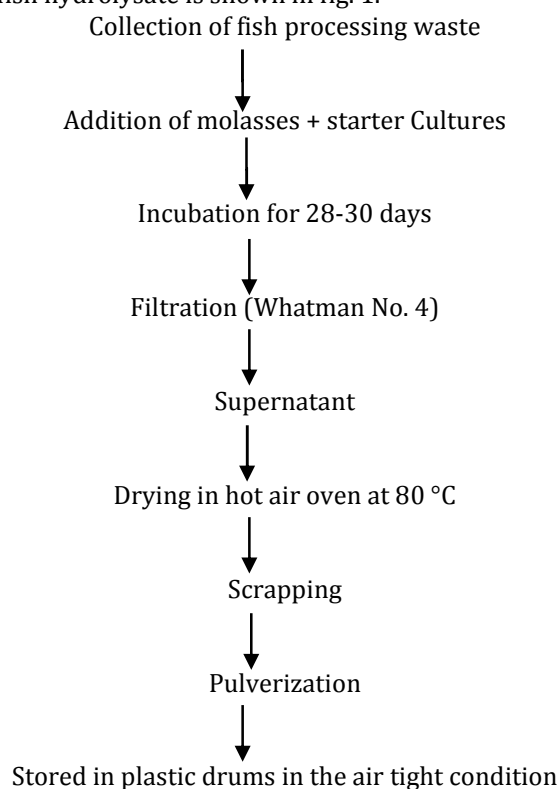 fish hydrolysate is shown in fig. 1.
Collection of fish processing waste
Addition of molasses + starter Cultures
Incubation for 28-30 days
Filtration (Whatman No. 4)
Supernatant
Drying in hot air oven at 80 °C
Scrapping
Pulverization
Stored in plastic drums in the air tight condition